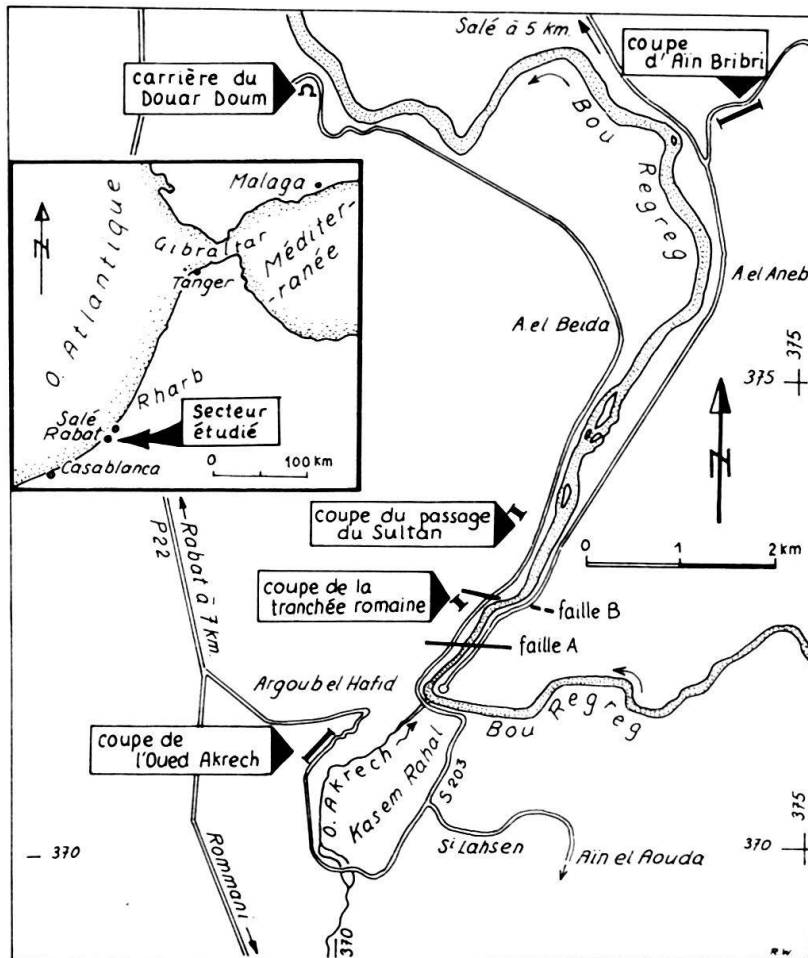 Salé à 5 km.
coupe
d'Aïn Bribri
carrière du
Douar Doum
Bou
Regreg
Malaga
O. Atlantique
Gibraltar
Méditer-
-ranée
Tanger
N
A el Aneb
A. el Beida
375
375
Rharb
Salé
Rabat
Secteur
étudié
Casablanca
0 100 km
N
coupe du passage
du Sultan
0 1 2 km
Rabat à 7 km.
P22
coupe de la
tranchée romaine
faille B
faille A
Argoub el Hafid
Bou Regreg
coupe de
l'Oued Akrech
O. Akrech
Kasem Rahal
S 203
375
370
370
Si Lahsen
Aïn el Aouda
Rommani
370
R.W